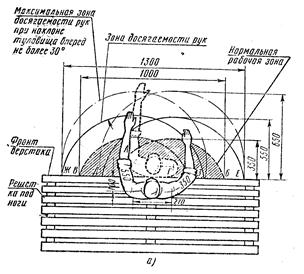 Максимальная зона
досягаемости рук
при наклоне
туловища вперед
не более 30°
Зона досягаемости рук
Нормальная
рабочая зона
1300
1000
Фронт
верстака
Ж
В
Б
Е
350
550
650
Решет-
ка под
ноги
270
а)